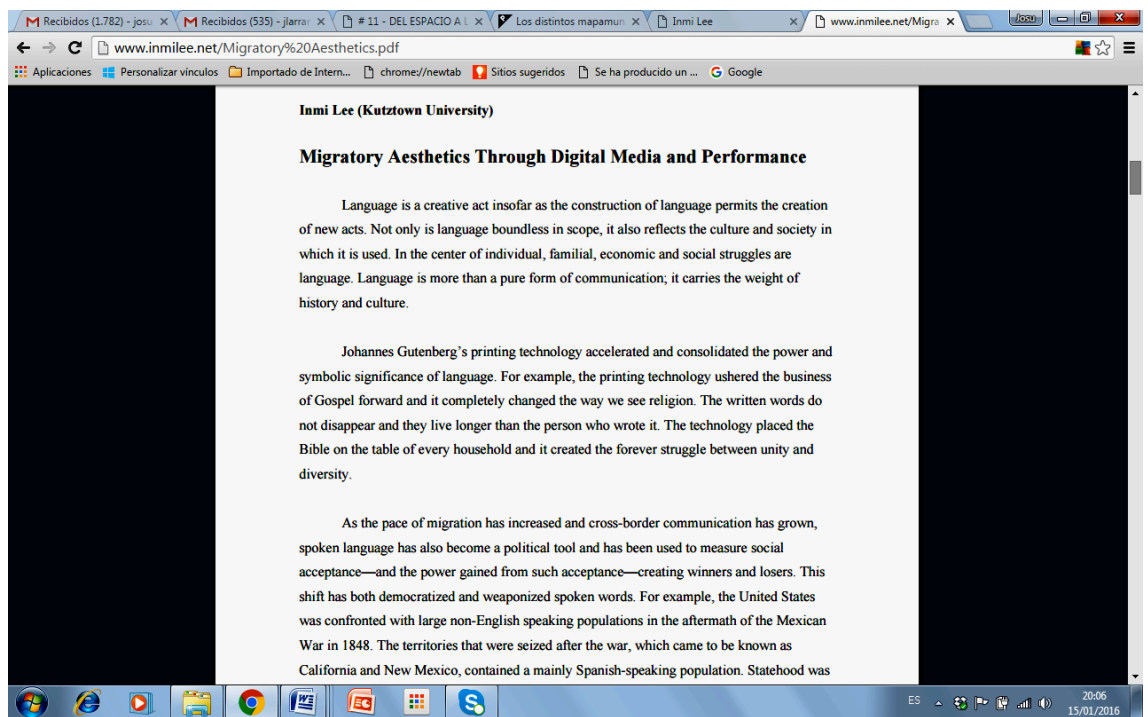 Recibidos (1.782) - josu
Recibidos (535) - jlarra
# 11 - DEL ESPACIO A L
Los distintos mapamun
Inmi Lee
www.inmilee.net/Migra
Josu
www.inmilee.net/Migratory%20Aesthetics.pdf
Aplicaciones
Personalizar vínculos
Importado de Intern...
chrome://newtab
Sitios sugeridos
Se ha producido un ...
Google
Inmi Lee (Kutztown University)
Migratory Aesthetics Through Digital Media and Performance
Language is a creative act insofar as the construction of language permits the creation
of new acts. Not only is language boundless in scope, it also reflects the culture and society in
which it is used. In the center of individual, familial, economic and social struggles are
language. Language is more than a pure form of communication; it carries the weight of
history and culture.
Johannes Gutenberg's printing technology accelerated and consolidated the power and
symbolic significance of language. For example, the printing technology ushered the business
of Gospel forward and it completely changed the way we see religion. The written words do
not disappear and they live longer than the person who wrote it. The technology placed the
Bible on the table of every household and it created the forever struggle between unity and
diversity.
As the pace of migration has increased and cross-border communication has grown,
spoken language has also become a political tool and has been used to measure social
acceptance—and the power gained from such acceptance—creating winners and losers. This
shift has both democratized and weaponized spoken words. For example, the United States
was confronted with large non-English speaking populations in the aftermath of the Mexican
War in 1848. The territories that were seized after the war, which came to be known as
California and New Mexico, contained a mainly Spanish-speaking population. Statehood was
ES
20:06
15/01/2016